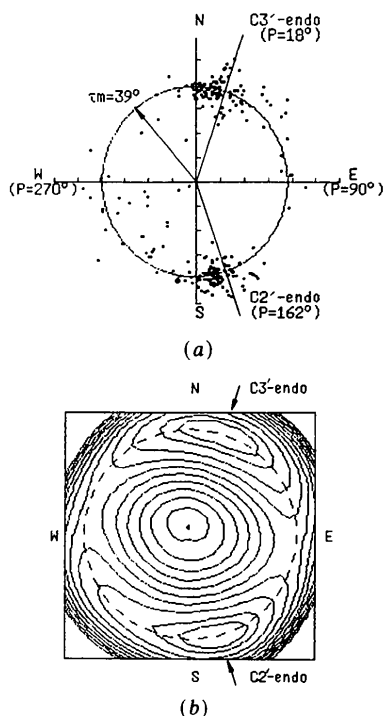 N
C3′-endo
(P=18°)
τm=39°
W
(P=270°)
E
(P=90°)
C2′-endo
(P=162°)
S
(a)
N
C3′-endo
W
E
S
C2′-endo
(b)